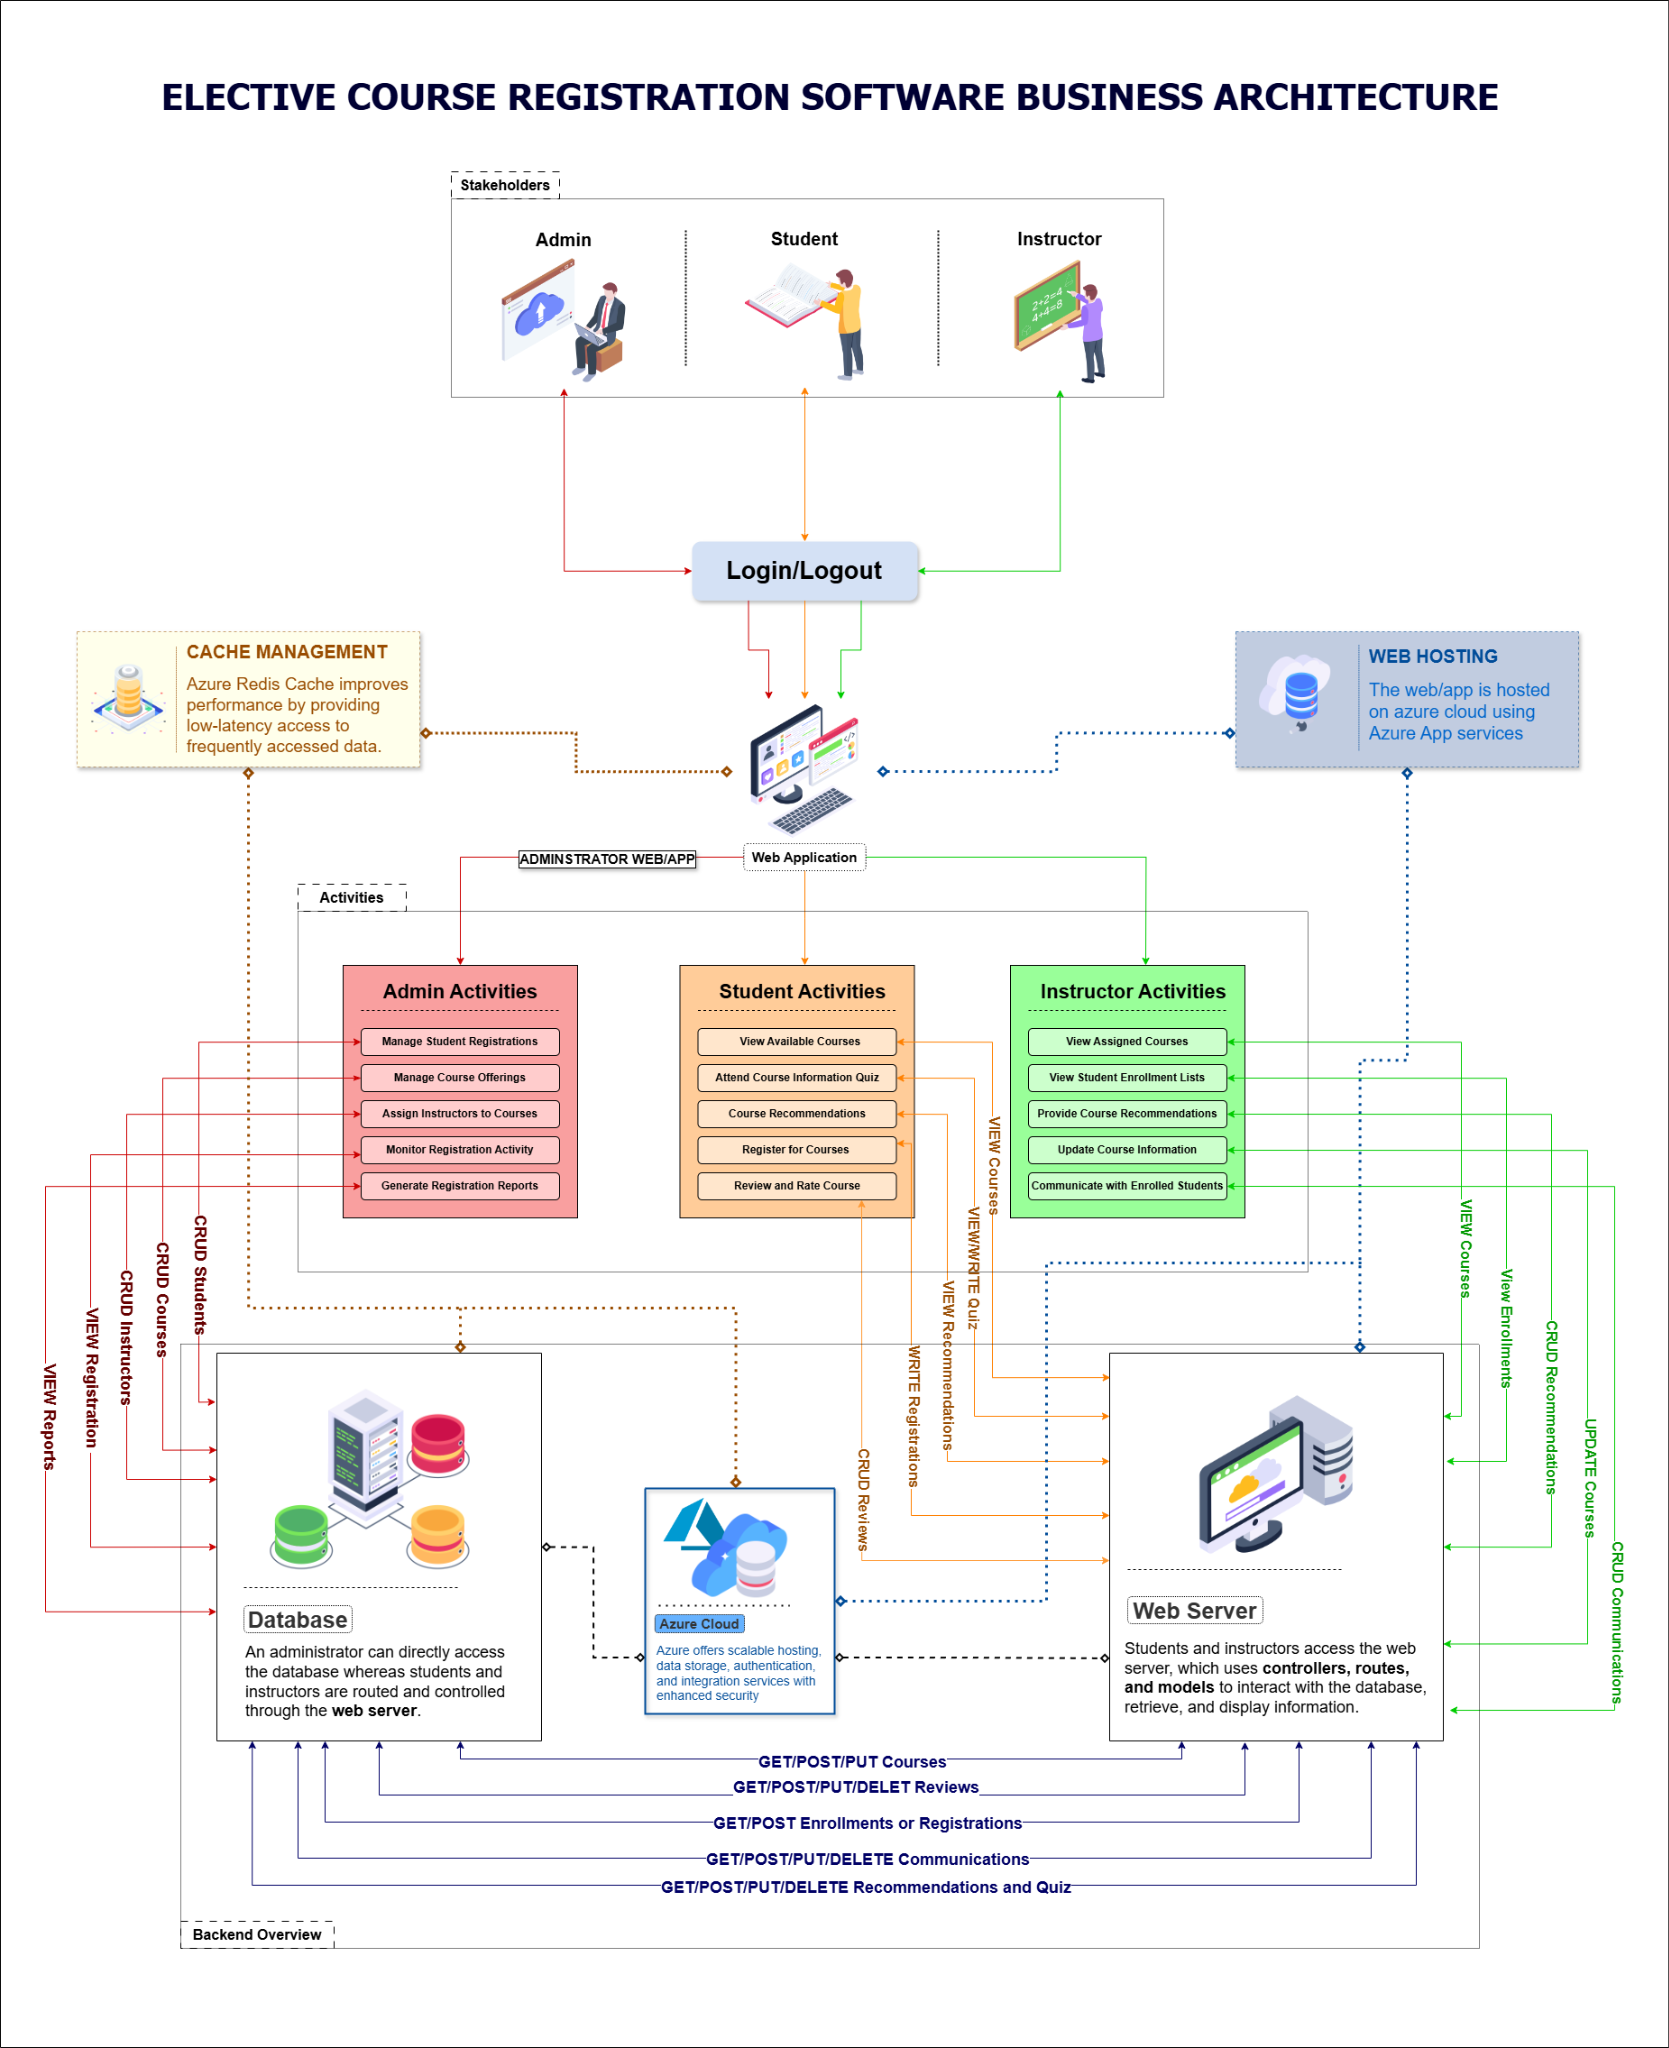 ELECTIVE COURSE REGISTRATION SOFTWARE BUSINESS ARCHITECTURE
Stakeholders
Admin
Student
Instructor
2+2=4
4+4=8
Login/Logout
CACHE MANAGEMENT
Azure Redis Cache improves
performance by providing
low-latency access to
frequently accessed data.
WEB HOSTING
The web/app is hosted
on azure cloud using
Azure App services
</>
ADMINSTRATOR WEB/APP
Web Application
Activities
Admin Activities
Manage Student Registrations
Manage Course Offerings
Assign Instructors to Courses
Monitor Registration Activity
Generate Registration Reports
Student Activities
View Available Courses
Attend Course Information Quiz
Course Recommendations
Register for Courses
Review and Rate Course
Instructor Activities
View Assigned Courses
View Student Enrollment Lists
Provide Course Recommendations
Update Course Information
Communicate with Enrolled Students
VIEW Reports
VIEW Registration
CRUD Instructors
CRUD Courses
CRUD Students
CRUD Reviews
WRITE Registrations
VIEW Recommendations
VIEW/WRITE Quiz
VIEW Courses
VIEW Courses
View Enrollments
CRUD Recommendations
UPDATE Courses
CRUD Communications
Database
An administrator can directly access
the database whereas students and
instructors are routed and controlled
through the web server.
Azure Cloud
Azure offers scalable hosting,
data storage, authentication,
and integration services with
enhanced security
Web Server
Students and instructors access the web
server, which uses controllers, routes,
and models to interact with the database,
retrieve, and display information.
GET/POST/PUT Courses
GET/POST/PUT/DELET Reviews
GET/POST Enrollments or Registrations
GET/POST/PUT/DELETE Communications
GET/POST/PUT/DELETE Recommendations and Quiz
Backend Overview